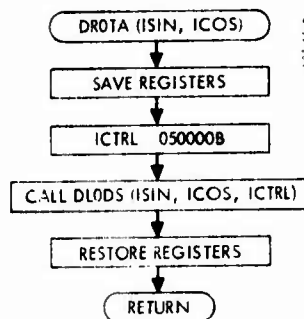 DROTA (ISIN, ICOS)
SAVE REGISTERS
ICTRL 050000B
CALL DLODS (ISIN, ICOS, ICTRL)
RESTORE REGISTERS
RETURN